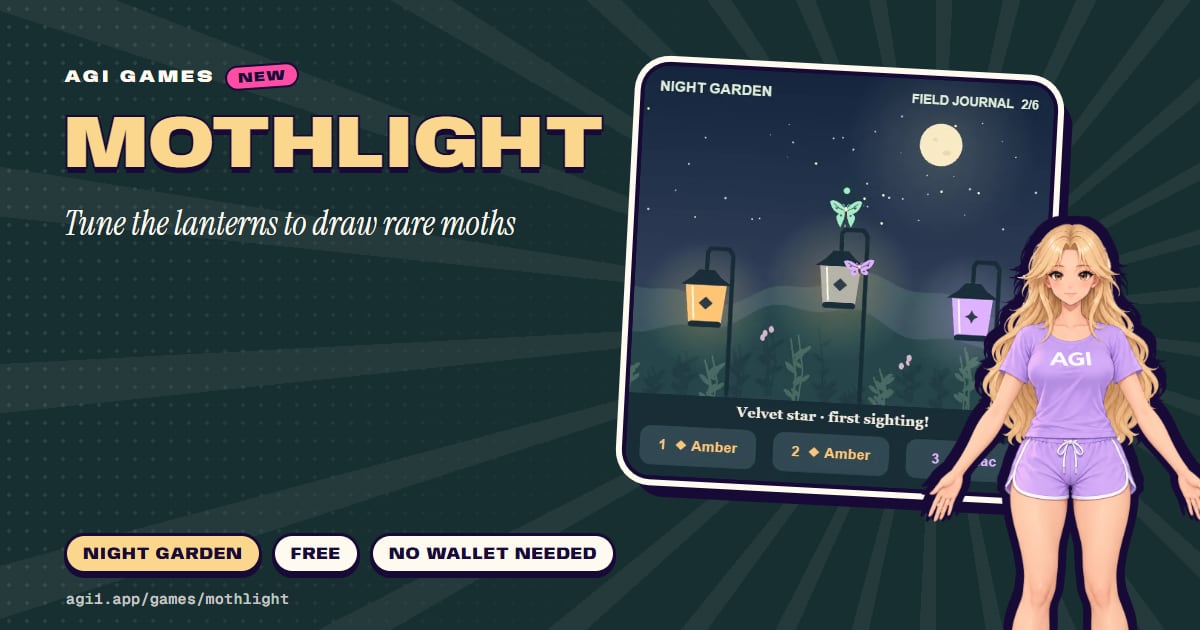 AGI GAMES NEW
MOTHLIGHT
Tune the lanterns to draw rare moths
NIGHT GARDEN
FIELD JOURNAL 2/6
Velvet star · first sighting!
1 ◆ Amber
2 ◆ Amber
3
AGI
NIGHT GARDEN
FREE
NO WALLET NEEDED
agi1.app/games/mothlight